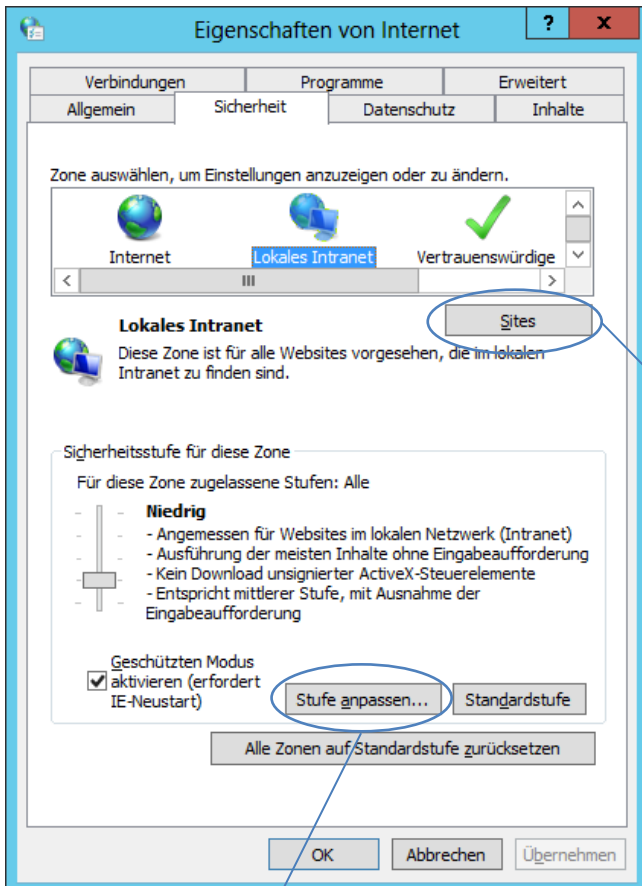 Eigenschaften von Internet
?
x
Verbindungen
Programme
Erweitert
Allgemein
Sicherheit
Datenschutz
Inhalte
Zone auswählen, um Einstellungen anzuzeigen oder zu ändern.
Internet
Lokales Intranet
Vertrauenswürdige
Sites
Lokales Intranet
Diese Zone ist für alle Websites vorgesehen, die im lokalen
Intranet zu finden sind.
Sicherheitsstufe für diese Zone
Für diese Zone zugelassene Stufen: Alle
Niedrig
- Angemessen für Websites im lokalen Netzwerk (Intranet)
- Ausführung der meisten Inhalte ohne Eingabeaufforderung
- Kein Download unsignierter ActiveX-Steuerelemente
- Entspricht mittlerer Stufe, mit Ausnahme der
Eingabeaufforderung
Geschützten Modus
aktivieren (erfordert
IE-Neustart)
Stufe anpassen...
Standardstufe
Alle Zonen auf Standardstufe zurücksetzen
OK
Abbrechen
Übernehmen